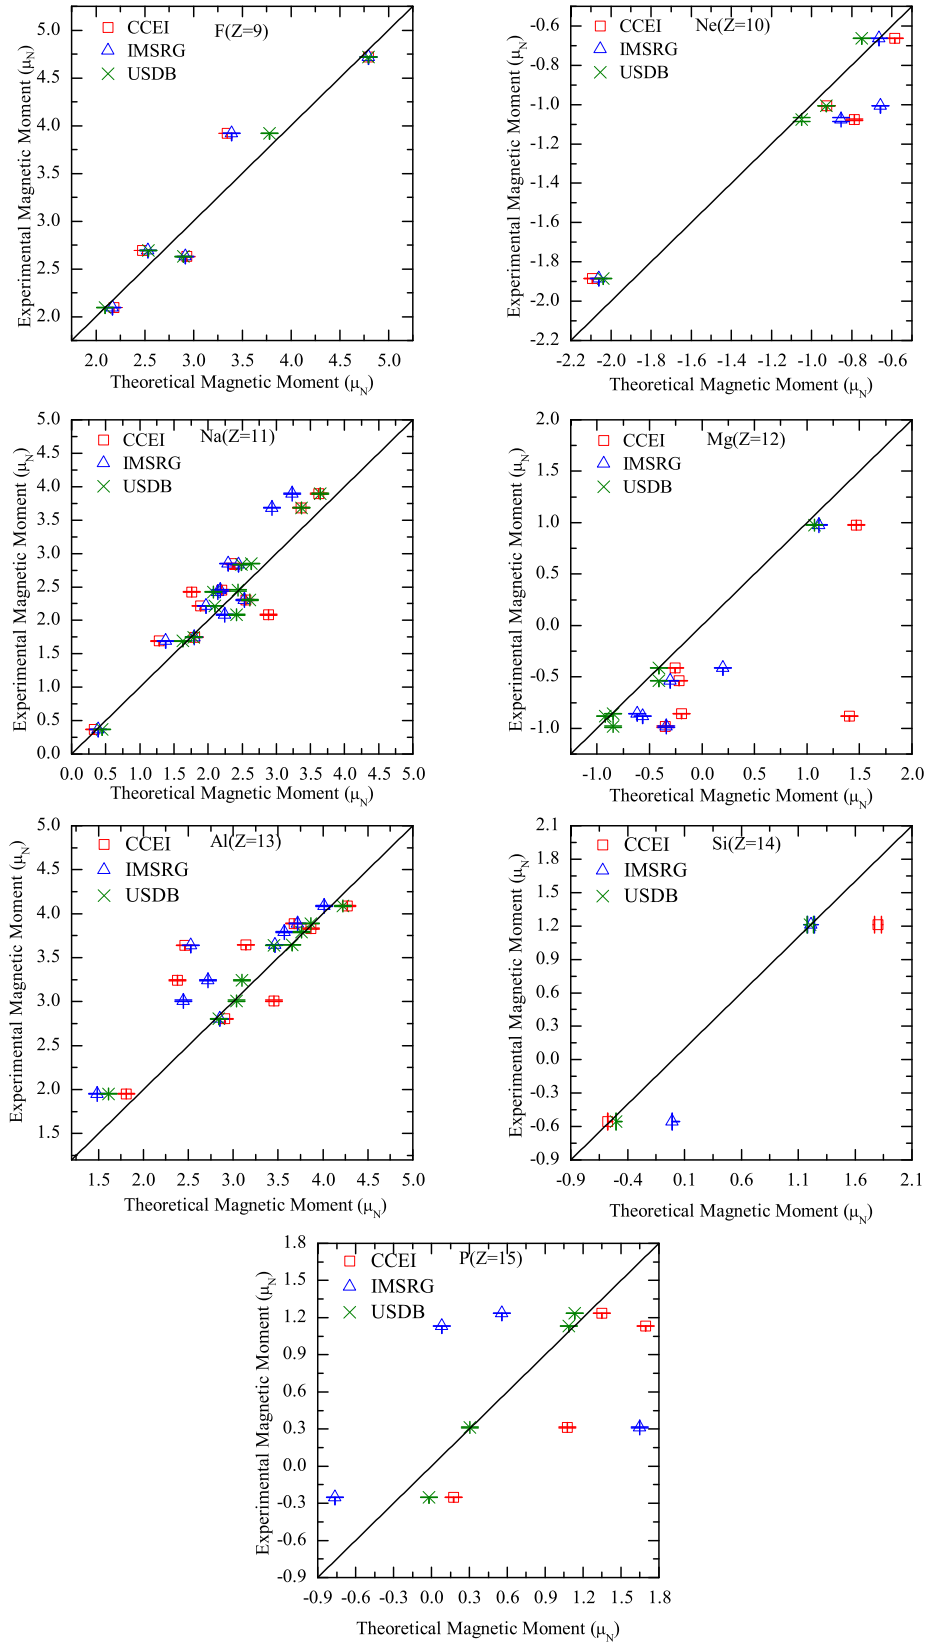 F(Z=9)
CCEI
IMSRG
USDB
Experimental Magnetic Moment (μN)
5.0
4.5
4.0
3.5
3.0
2.5
2.0
2.0 2.5 3.0 3.5 4.0 4.5 5.0
Theoretical Magnetic Moment (μN)
Ne(Z=10)
CCEI
IMSRG
USDB
Experimental Magnetic Moment (μN)
-0.6
-0.8
-1.0
-1.2
-1.4
-1.6
-1.8
-2.0
-2.2
-2.2 -2.0 -1.8 -1.6 -1.4 -1.2 -1.0 -0.8 -0.6
Theoretical Magnetic Moment (μN)
Na(Z=11)
CCEI
IMSRG
USDB
Experimental Magnetic Moment (μN)
5.0
4.5
4.0
3.5
3.0
2.5
2.0
1.5
1.0
0.5
0.0
0.0 0.5 1.0 1.5 2.0 2.5 3.0 3.5 4.0 4.5 5.0
Theoretical Magnetic Moment (μN)
Mg(Z=12)
CCEI
IMSRG
USDB
Experimental Magnetic Moment (μN)
2.0
1.5
1.0
0.5
0.0
-0.5
-1.0
-1.0 -0.5 0.0 0.5 1.0 1.5 2.0
Theoretical Magnetic Moment (μN)
Al(Z=13)
CCEI
IMSRG
USDB
Experimental Magnetic Moment (μN)
5.0
4.5
4.0
3.5
3.0
2.5
2.0
1.5
1.5 2.0 2.5 3.0 3.5 4.0 4.5 5.0
Theoretical Magnetic Moment (μN)
Si(Z=14)
CCEI
IMSRG
USDB
Experimental Magnetic Moment (μN)
2.1
1.8
1.5
1.2
0.9
0.6
0.3
0.0
-0.3
-0.6
-0.9
-0.9 -0.4 0.1 0.6 1.1 1.6 2.1
Theoretical Magnetic Moment (μN)
P(Z=15)
CCEI
IMSRG
USDB
Experimental Magnetic Moment (μN)
1.8
1.5
1.2
0.9
0.6
0.3
0.0
-0.3
-0.6
-0.9
-0.9 -0.6 -0.3 0.0 0.3 0.6 0.9 1.2 1.5 1.8
Theoretical Magnetic Moment (μN)